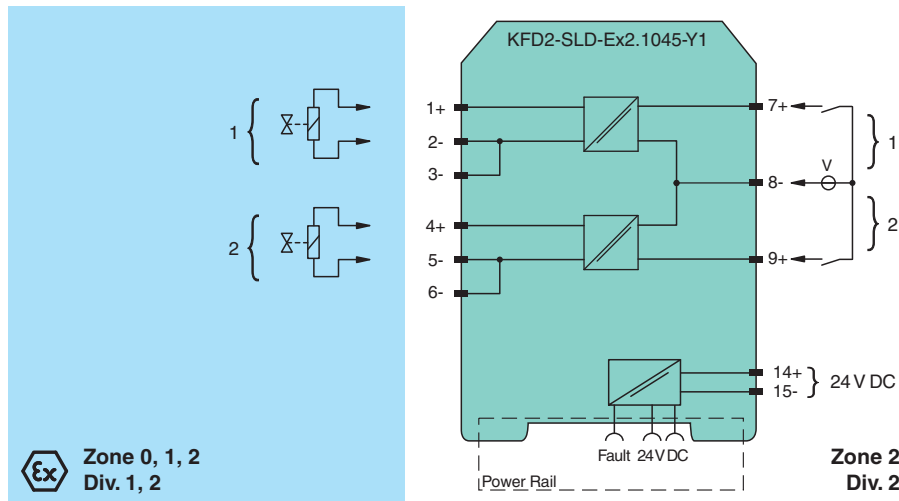 KFD2-SLD-Ex2.1045-Y1
1
1+
2-
3-
7+
1
V
8-
2
4+
5-
6-
9+
2
14+
15-
24 V DC
Fault 24 V DC
Power Rail
Ex
Zone 0, 1, 2
Div. 1, 2
Zone 2
Div. 2